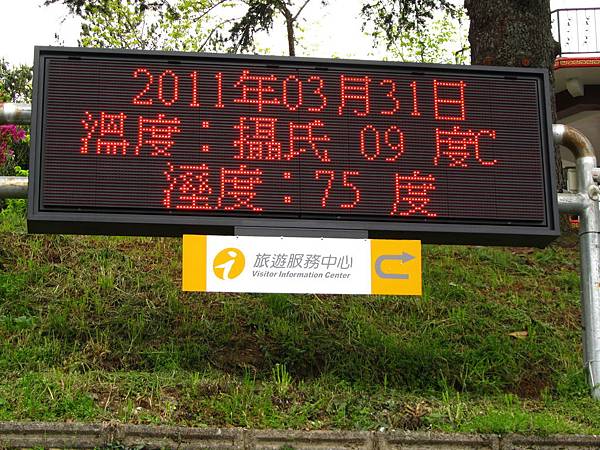 2011年03月31日
溫度：攝氏 09 度C
溼度：75 度
旅遊服務中心
Visitor Information Center